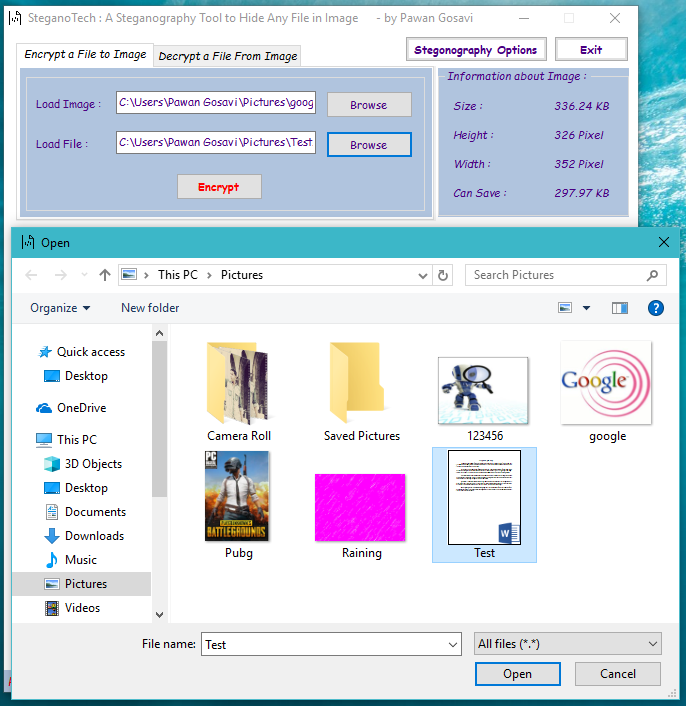 SteganoTech : A Steganography Tool to Hide Any File in Image - by Pawan Gosavi
Encrypt a File to Image Decrypt a File From Image Stegonography Options Exit
Information about Image :
Load Image : C:\Users\Pawan Gosavi\Pictures\goog Browse
Size : 336.24 KB
Height : 326 Pixel
Load File : C:\Users\Pawan Gosavi\Pictures\Test Browse
Width : 352 Pixel
Encrypt
Can Save : 297.97 KB
Open
This PC > Pictures
Search Pictures
Organize New folder
Quick access
Desktop
OneDrive
This PC
3D Objects
Desktop
Documents
Downloads
Music
Pictures
Videos
Google
Camera Roll Saved Pictures 123456 google
PC
BATTLEGROUNDS
W
Pubg Raining Test
File name: Test All files (*.*)
Open Cancel